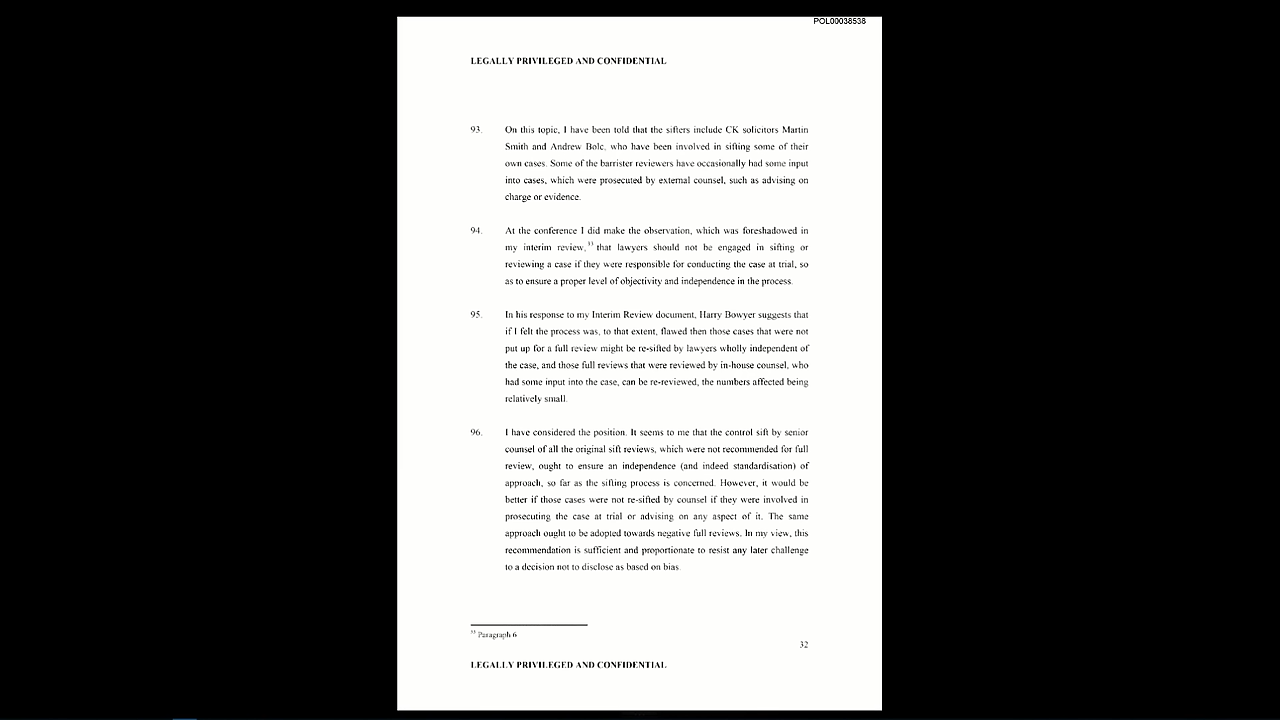 POL00038538
LEGALLY PRIVILEGED AND CONFIDENTIAL
93. On this topic, I have been told that the sifters include CK solicitors Martin
Smith and Andrew Bolc, who have been involved in sifting some of their
own cases. Some of the barrister reviewers have occasionally had some input
into cases, which were prosecuted by external counsel, such as advising on
charge or evidence.
94. At the conference I did make the observation, which was foreshadowed in
my interim review,33 that lawyers should not be engaged in sifting or
reviewing a case if they were responsible for conducting the case at trial, so
as to ensure a proper level of objectivity and independence in the process.
95. In his response to my Interim Review document, Harry Bowyer suggests that
if I felt the process was, to that extent, flawed then those cases that were not
put up for a full review might be re-sifted by lawyers wholly independent of
the case, and those full reviews that were reviewed by in-house counsel, who
had some input into the case, can be re-reviewed, the numbers affected being
relatively small.
96. I have considered the position. It seems to me that the control sift by senior
counsel of all the original sift reviews, which were not recommended for full
review, ought to ensure an independence (and indeed standardisation) of
approach, so far as the sifting process is concerned. However, it would be
better if those cases were not re-sifted by counsel if they were involved in
prosecuting the case at trial or advising on any aspect of it. The same
approach ought to be adopted towards negative full reviews. In my view, this
recommendation is sufficient and proportionate to resist any later challenge
to a decision not to disclose as based on bias.
33 Paragraph 6
32
LEGALLY PRIVILEGED AND CONFIDENTIAL